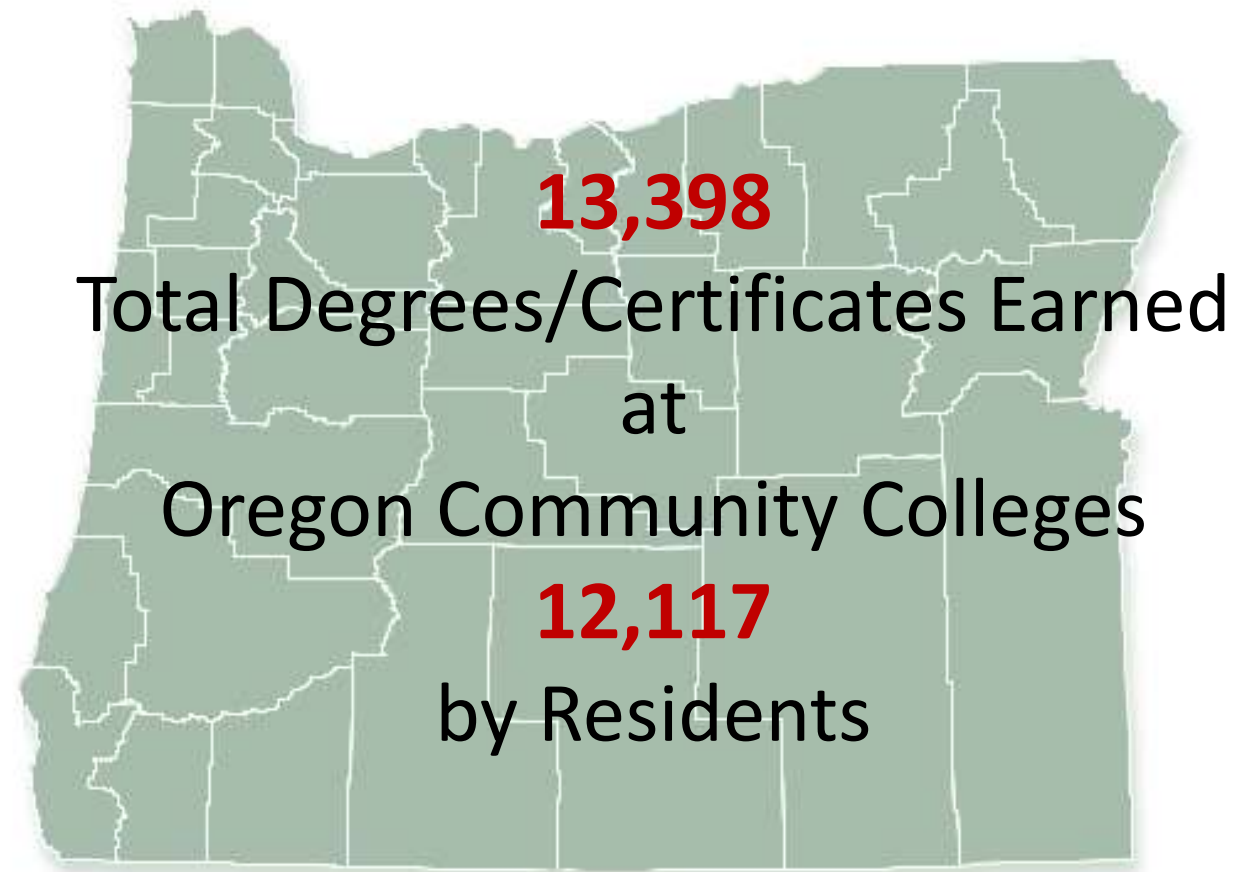 13,398
Total Degrees/Certificates Earned
at
Oregon Community Colleges
12,117
by Residents